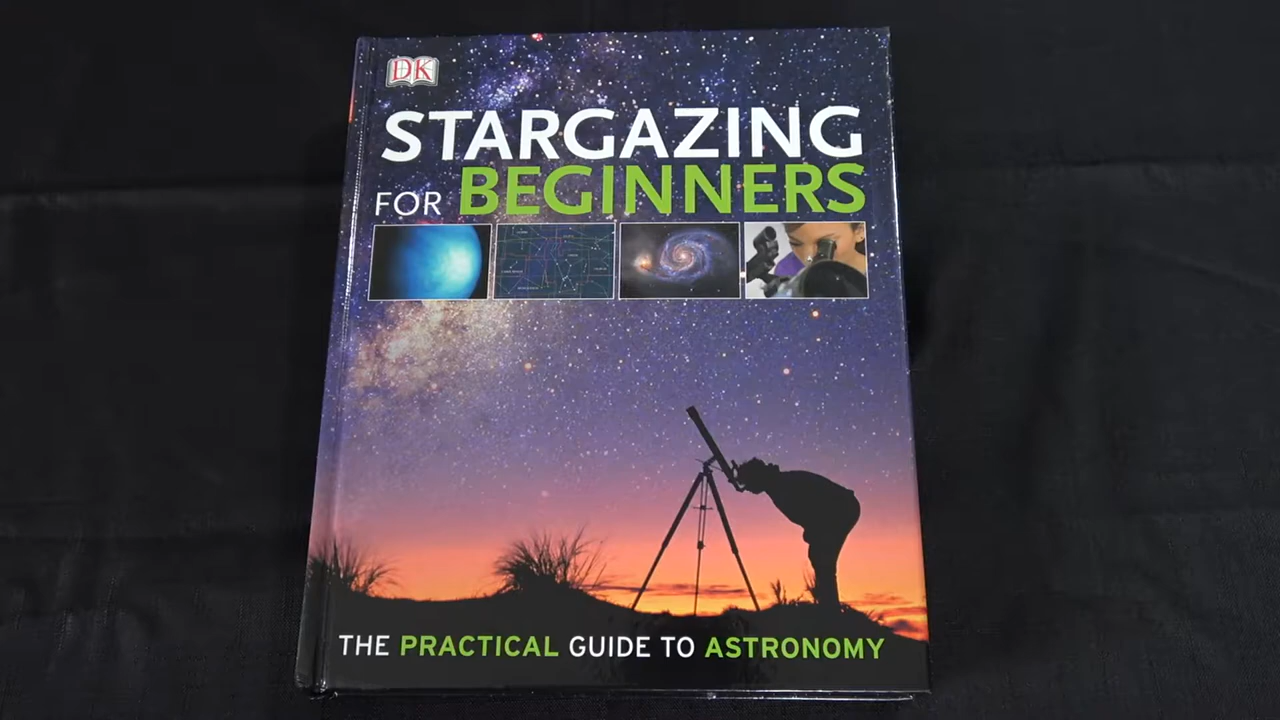 DK
STARGAZING
FOR BEGINNERS
THE PRACTICAL GUIDE TO ASTRONOMY